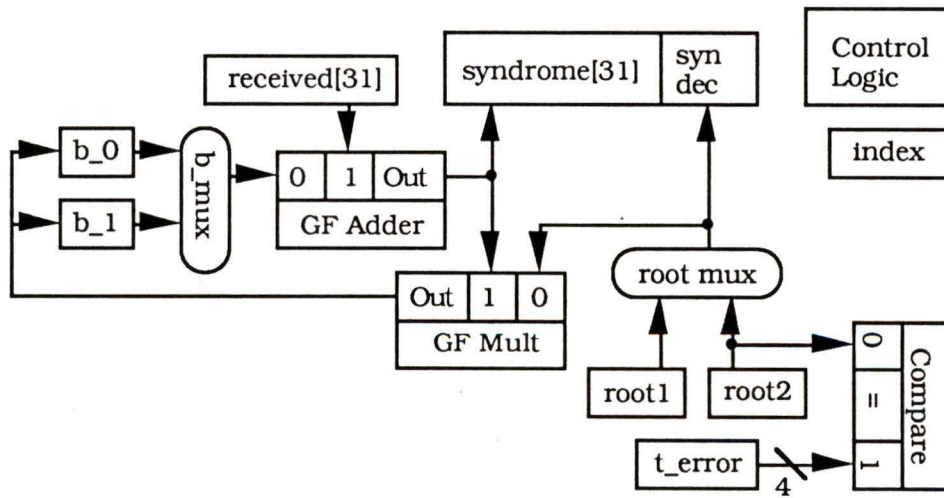 received[31]
syndrome[31]
syn
dec
Control
Logic
index
b_0
b_1
b_mux
0 1 Out
GF Adder
Out 1 0
GF Mult
root mux
root1
root2
0 = 1
Compare
t_error
4